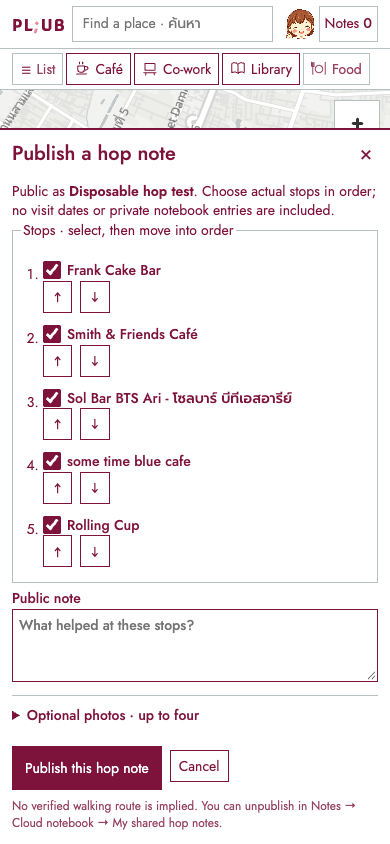 PL;UB
Find a place · ค้นหา
Notes 0
≡ List
Café
Co-work
Library
Food
+
Publish a hop note
×
Public as Disposable hop test. Choose actual stops in order;
no visit dates or private notebook entries are included.
Stops · select, then move into order
1. Frank Cake Bar
↑ ↓
2. Smith & Friends Café
↑ ↓
3. Sol Bar BTS Ari - โซลบาร์ บีทีเอสอารีย์
↑ ↓
4. some time blue cafe
↑ ↓
5. Rolling Cup
↑ ↓
Public note
What helped at these stops?
▶ Optional photos · up to four
Publish this hop note
Cancel
No verified walking route is implied. You can unpublish in Notes →
Cloud notebook → My shared hop notes.